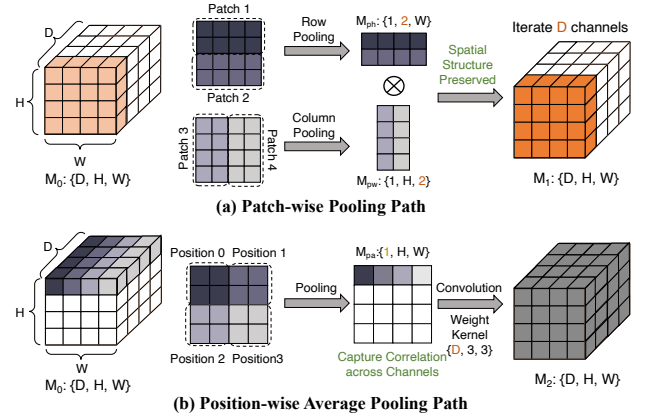 Patch 1
D
H
W
M0: {D, H, W}
Patch 2
Row
Pooling
Mph: {1, 2, W}
⊗
Patch 3
Patch 4
Column
Pooling
Mpw: {1, H, 2}
Spatial
Structure
Preserved
Iterate D channels
M1: {D, H, W}
(a) Patch-wise Pooling Path
D
H
W
M0: {D, H, W}
Position 0 Position 1
Position 2 Position3
Pooling
Mpa:{1, H, W}
Capture Correlation
across Channels
Convolution
Weight
Kernel
{D, 3, 3}
M2: {D, H, W}
(b) Position-wise Average Pooling Path